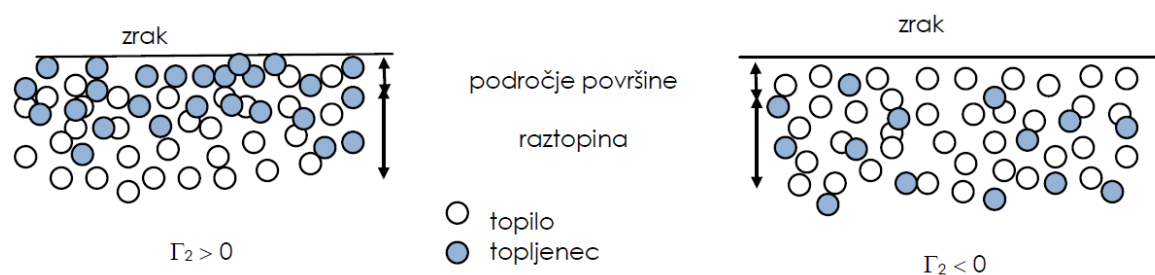 zrak
zrak
področje površine
raztopina
topilo
topljenec
Γ₂ > 0
Γ₂ < 0